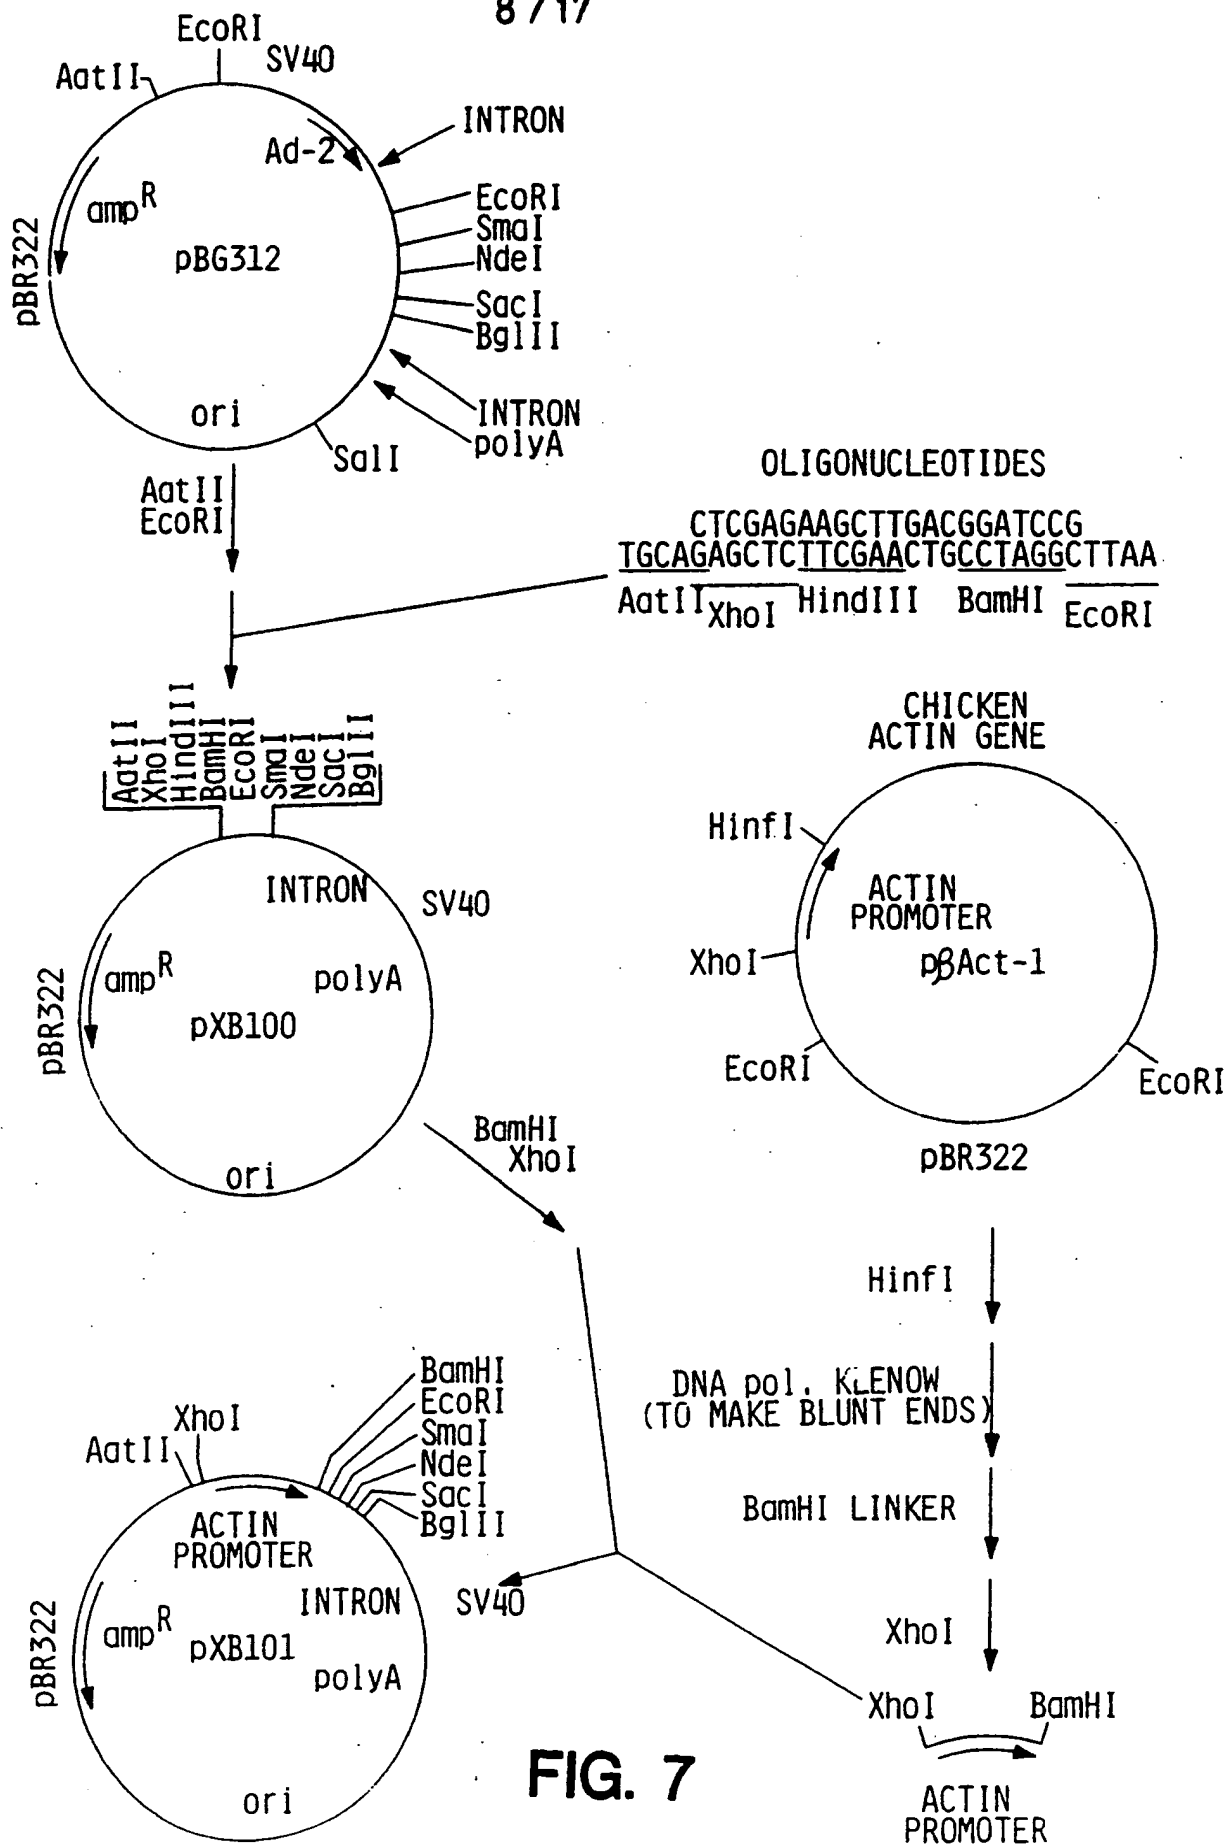 8/17
EcoRI
SV40
AatII
INTRON
Ad-2
ampR
EcoRI
SmaI
NdeI
pBG312
pBR322
SacI
BglII
INTRON
ori
polyA
SalI
AatII
EcoRI
OLIGONUCLEOTIDES
CTCGAGAAGCTTGACGGATCCG
TGCAGAGCTCTTCGAACTGCCTAGGCTTAA
AatII
XhoI
HindIII
BamHI
EcoRI
AatII
XhoI
HindIII
BamHI
EcoRI
SmaI
NdeI
SacI
BglII
CHICKEN
ACTIN GENE
HinfI
ACTIN
PROMOTER
XhoI
pβAct-1
EcoRI
EcoRI
pBR322
INTRON
SV40
ampR
polyA
pBR322
pXB100
ori
BamHI
XhoI
HinfI
DNA pol. KLENOW
(TO MAKE BLUNT ENDS)
BamHI LINKER
XhoI
XhoI
BamHI
ACTIN
PROMOTER
BamHI
EcoRI
SmaI
NdeI
SacI
BglII
XhoI
AatII
ACTIN
PROMOTER
INTRON
SV40
ampR
pXB101
polyA
pBR322
ori
FIG. 7